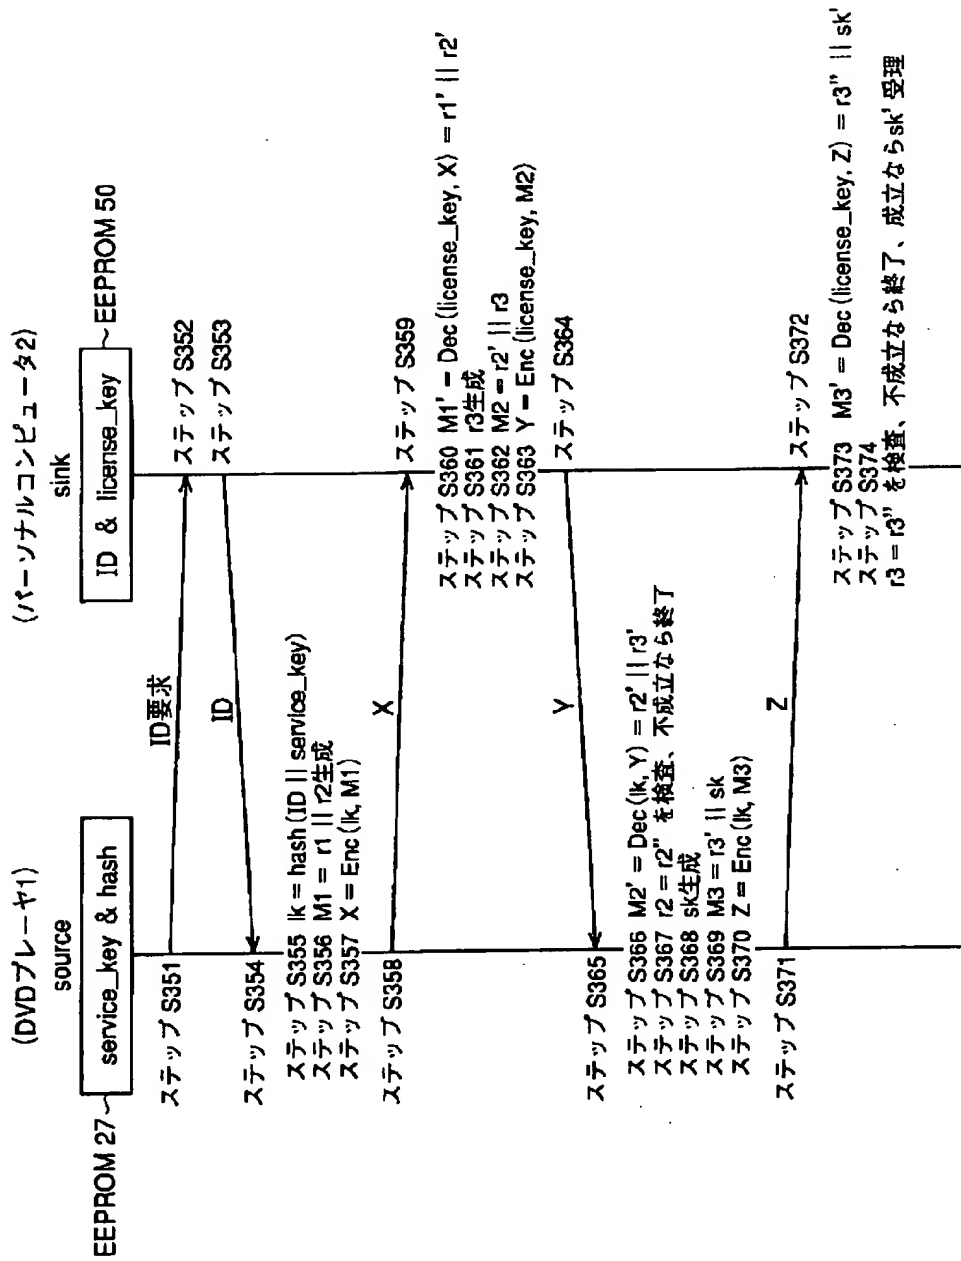 (DVDプレーヤ1)
source
(パーソナルコンピュータ2)
sink
EEPROM 27
service_key & hash
ID & license_key
EEPROM 50
ステップ S351
ID要求
ステップ S352
ステップ S353
ID
ステップ S354
ステップ S355 lk = hash (ID || service_key)
ステップ S356 M1 = r1 || r2生成
ステップ S357 X = Enc (lk, M1)
ステップ S358
X
ステップ S359
ステップ S360 M1' = Dec (license_key, X) = r1' || r2'
ステップ S361 r3生成
ステップ S362 M2 = r2' || r3
ステップ S363 Y = Enc (license_key, M2)
ステップ S364
Y
ステップ S365
ステップ S366 M2' = Dec (lk, Y) = r2' || r3'
ステップ S367 r2 = r2'' を検査、不成立なら終了
ステップ S368 sk生成
ステップ S369 M3 = r3' || sk
ステップ S370 Z = Enc (lk, M3)
ステップ S371
Z
ステップ S372
ステップ S373 M3' = Dec (license_key, Z) = r3'' || sk'
ステップ S374
r3 = r3'' を検査、不成立なら終了、成立ならsk' 受理